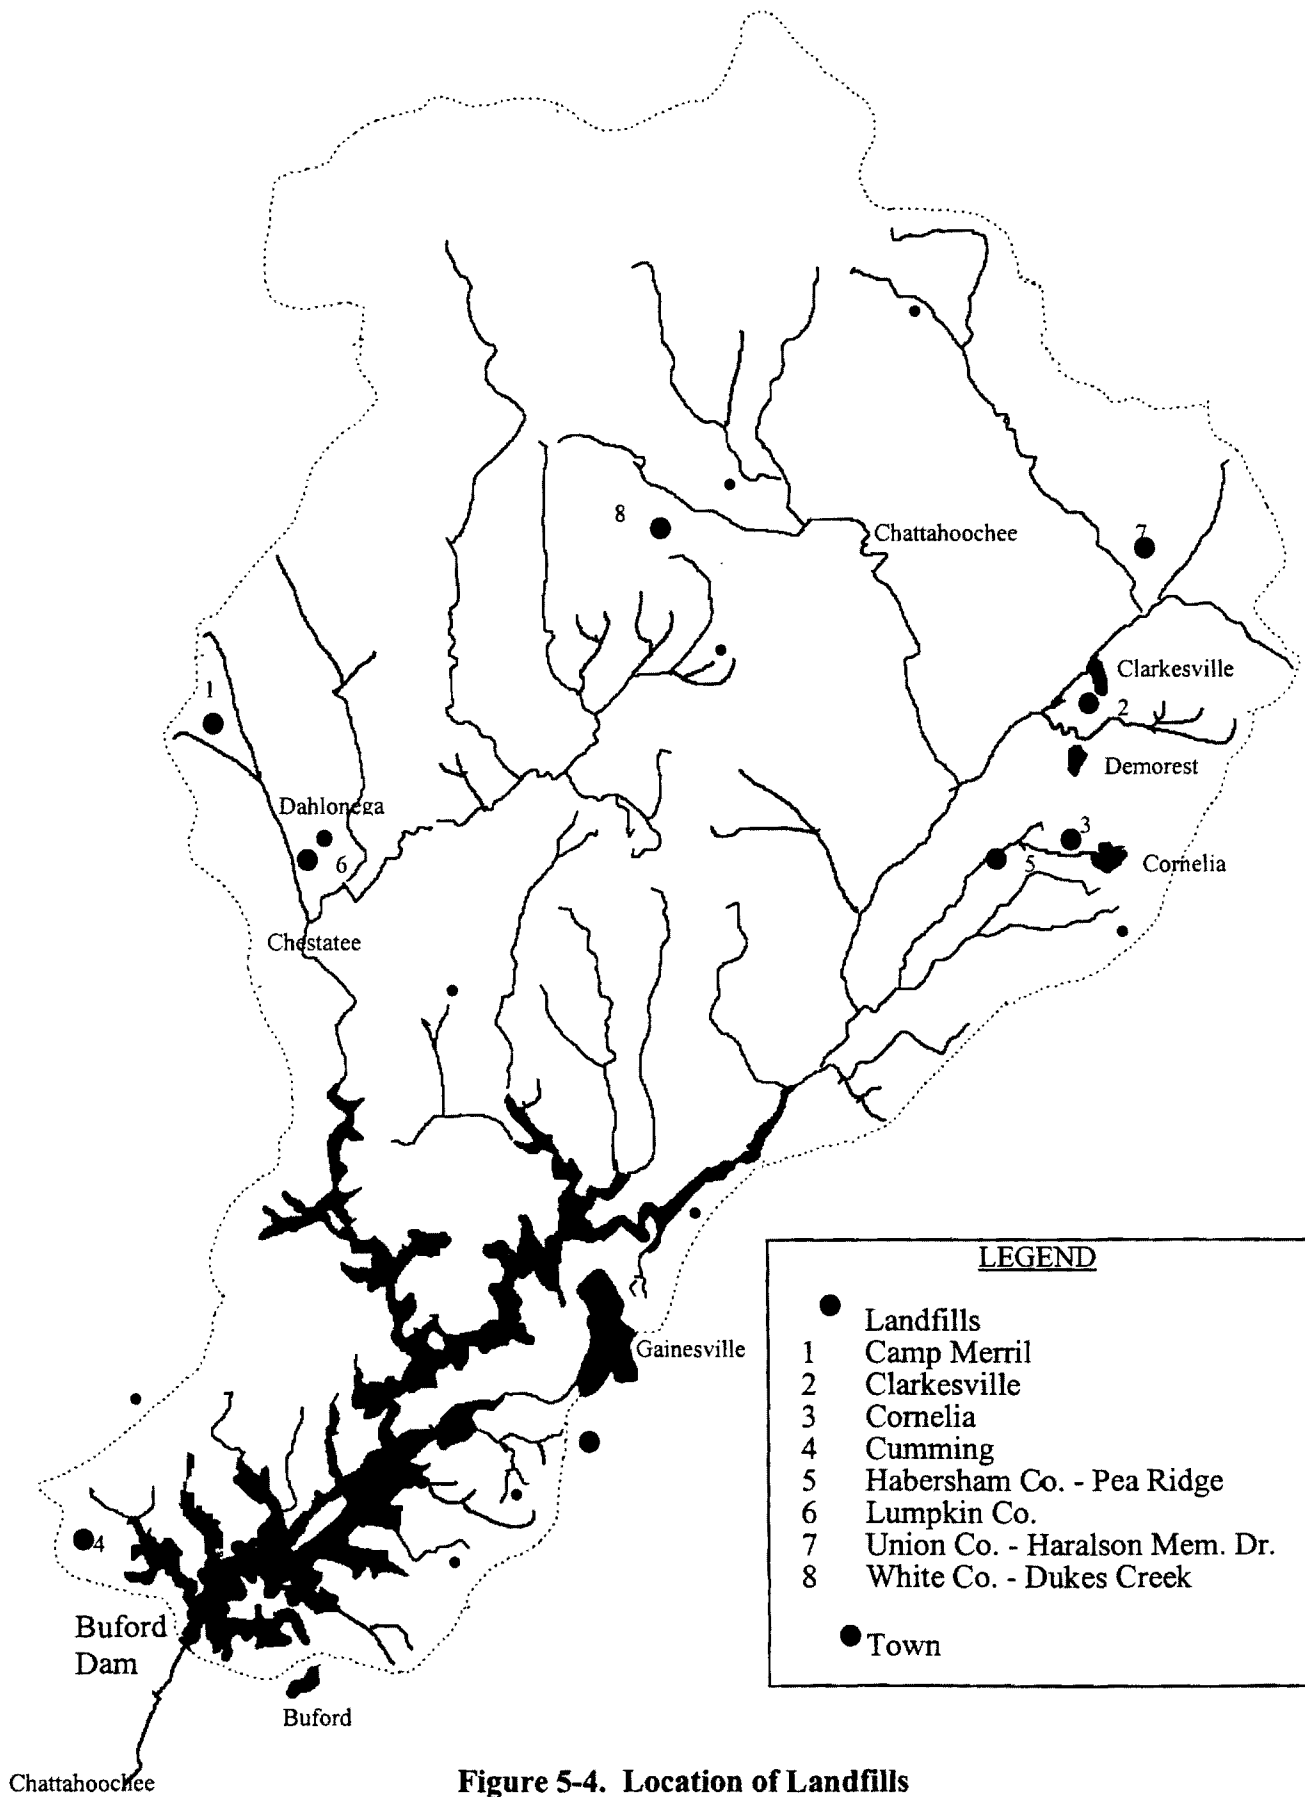 8
Chattahoochee
7
Clarkesville
1
2
Demorest
Dahlonega
3
6
5
Cornelia
Chestatee
Gainesville
4
Buford
Dam
Buford
Chattahoochee
LEGEND
Landfills
1 Camp Merril
2 Clarkesville
3 Cornelia
4 Cumming
5 Habersham Co. - Pea Ridge
6 Lumpkin Co.
7 Union Co. - Haralson Mem. Dr.
8 White Co. - Dukes Creek
Town
Figure 5-4. Location of Landfills